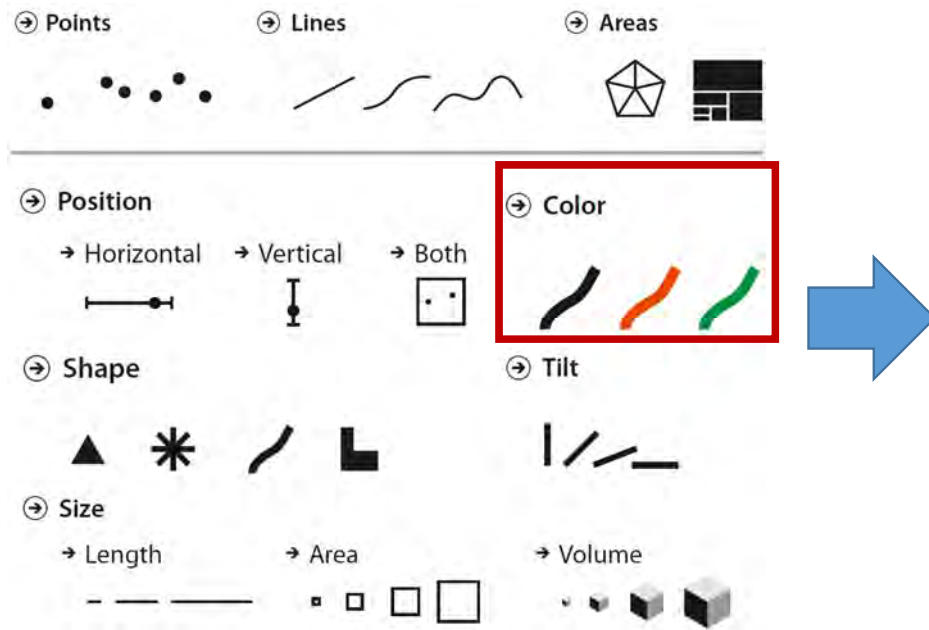 Points
Lines
Areas
Position
Horizontal
Vertical
Both
Color
Shape
Tilt
Size
Length
Area
Volume